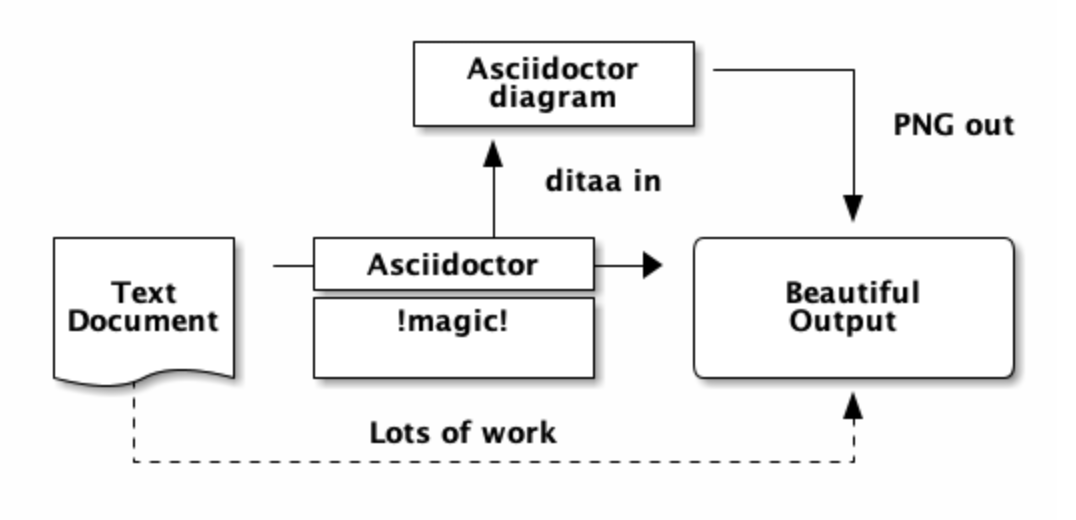 Asciidoctor
diagram
PNG out
ditaa in
Asciidoctor
!magic!
Text
Document
Beautiful
Output
Lots of work